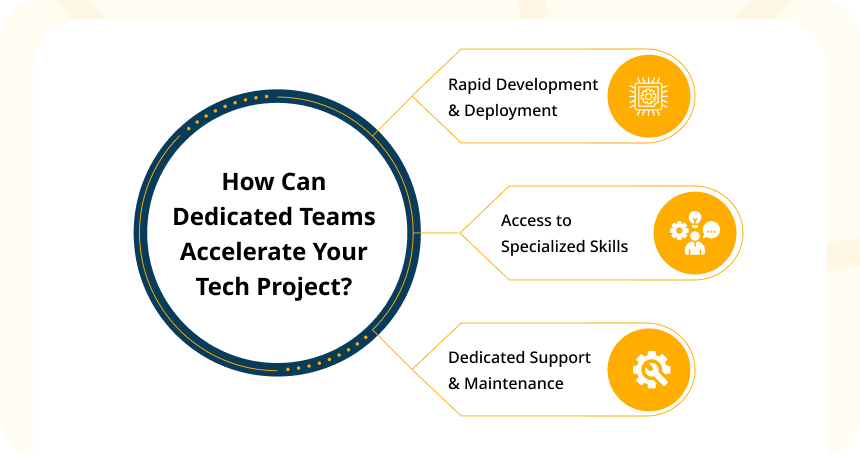 How Can
Dedicated Teams
Accelerate Your
Tech Project?
Rapid Development
& Deployment
Access to
Specialized Skills
Dedicated Support
& Maintenance